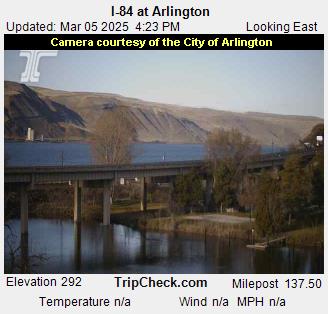 I-84 at Arlington
Updated: Mar 05 2025 4:23 PM Looking East
Camera courtesy of the City of Arlington
Elevation 292 TripCheck.com Milepost 137.50
Temperature n/a Wind n/a MPH n/a